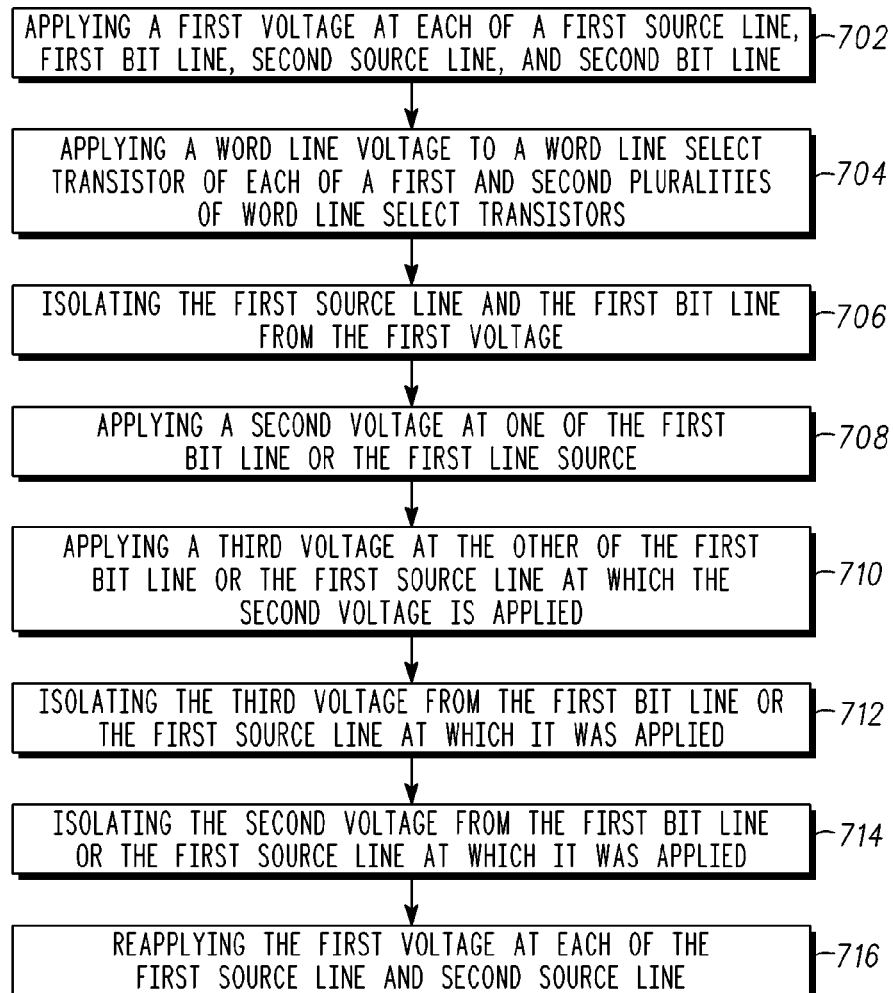 APPLYING A FIRST VOLTAGE AT EACH OF A FIRST SOURCE LINE,
FIRST BIT LINE, SECOND SOURCE LINE, AND SECOND BIT LINE
702
APPLYING A WORD LINE VOLTAGE TO A WORD LINE SELECT
TRANSISTOR OF EACH OF A FIRST AND SECOND PLURALITIES
OF WORD LINE SELECT TRANSISTORS
704
ISOLATING THE FIRST SOURCE LINE AND THE FIRST BIT LINE
FROM THE FIRST VOLTAGE
706
APPLYING A SECOND VOLTAGE AT ONE OF THE FIRST
BIT LINE OR THE FIRST LINE SOURCE
708
APPLYING A THIRD VOLTAGE AT THE OTHER OF THE FIRST
BIT LINE OR THE FIRST SOURCE LINE AT WHICH THE
SECOND VOLTAGE IS APPLIED
710
ISOLATING THE THIRD VOLTAGE FROM THE FIRST BIT LINE OR
THE FIRST SOURCE LINE AT WHICH IT WAS APPLIED
712
ISOLATING THE SECOND VOLTAGE FROM THE FIRST BIT LINE
OR THE FIRST SOURCE LINE AT WHICH IT WAS APPLIED
714
REAPPLYING THE FIRST VOLTAGE AT EACH OF THE
FIRST SOURCE LINE AND SECOND SOURCE LINE
716